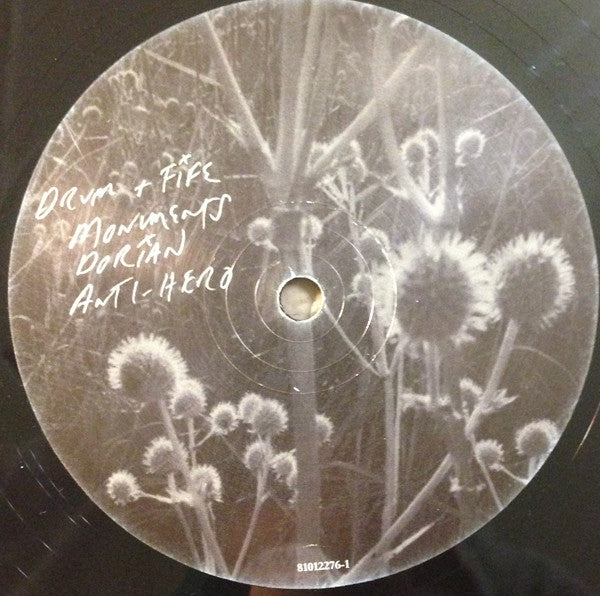 DRUM + FIFE
MONUMENTS
DORIAN
ANTI-HERO
81012276-1